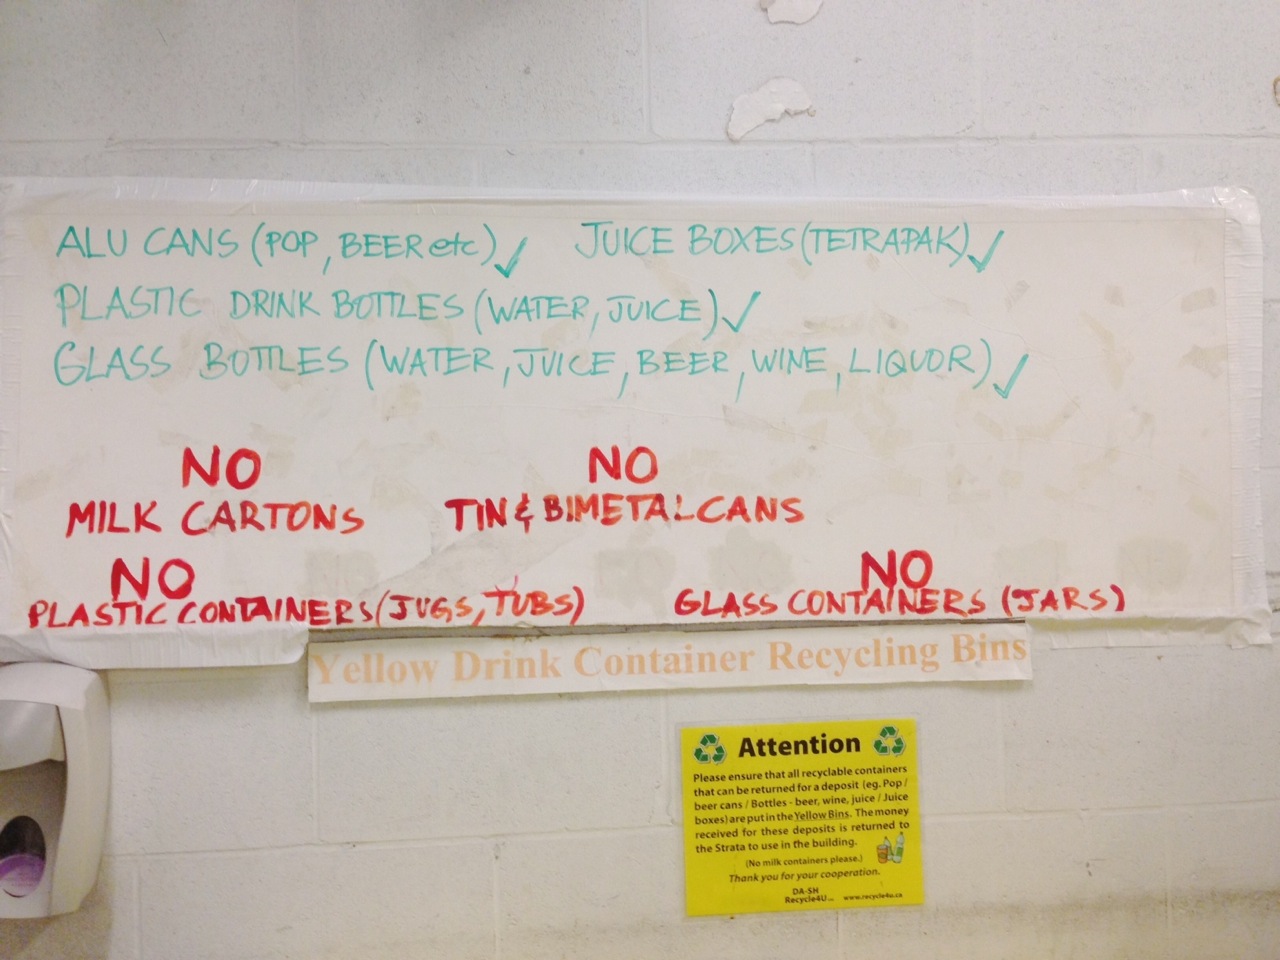 ALU CANS (POP, BEER etc) ✓ JUICE BOXES (TETRAPAK) ✓
PLASTIC DRINK BOTTLES (WATER, JUICE) ✓
GLASS BOTTLES (WATER, JUICE, BEER, WINE, LIQUOR) ✓
NO
MILK CARTONS
NO
TIN & BIMETAL CANS
NO
PLASTIC CONTAINERS (JUGS, TUBS)
NO
GLASS CONTAINERS (JARS)
Yellow Drink Container Recycling Bins
Attention
Please ensure that all recyclable containers
that can be returned for a deposit (eg. Pop /
beer cans / Bottles - beer, wine, juice / Juice
boxes) are put in the Yellow Bins. The money
received for these deposits is returned to
the Strata to use in the building.
(No milk containers please.)
Thank you for your cooperation.
DA-SH
Recycle4U www.recycle4u.ca